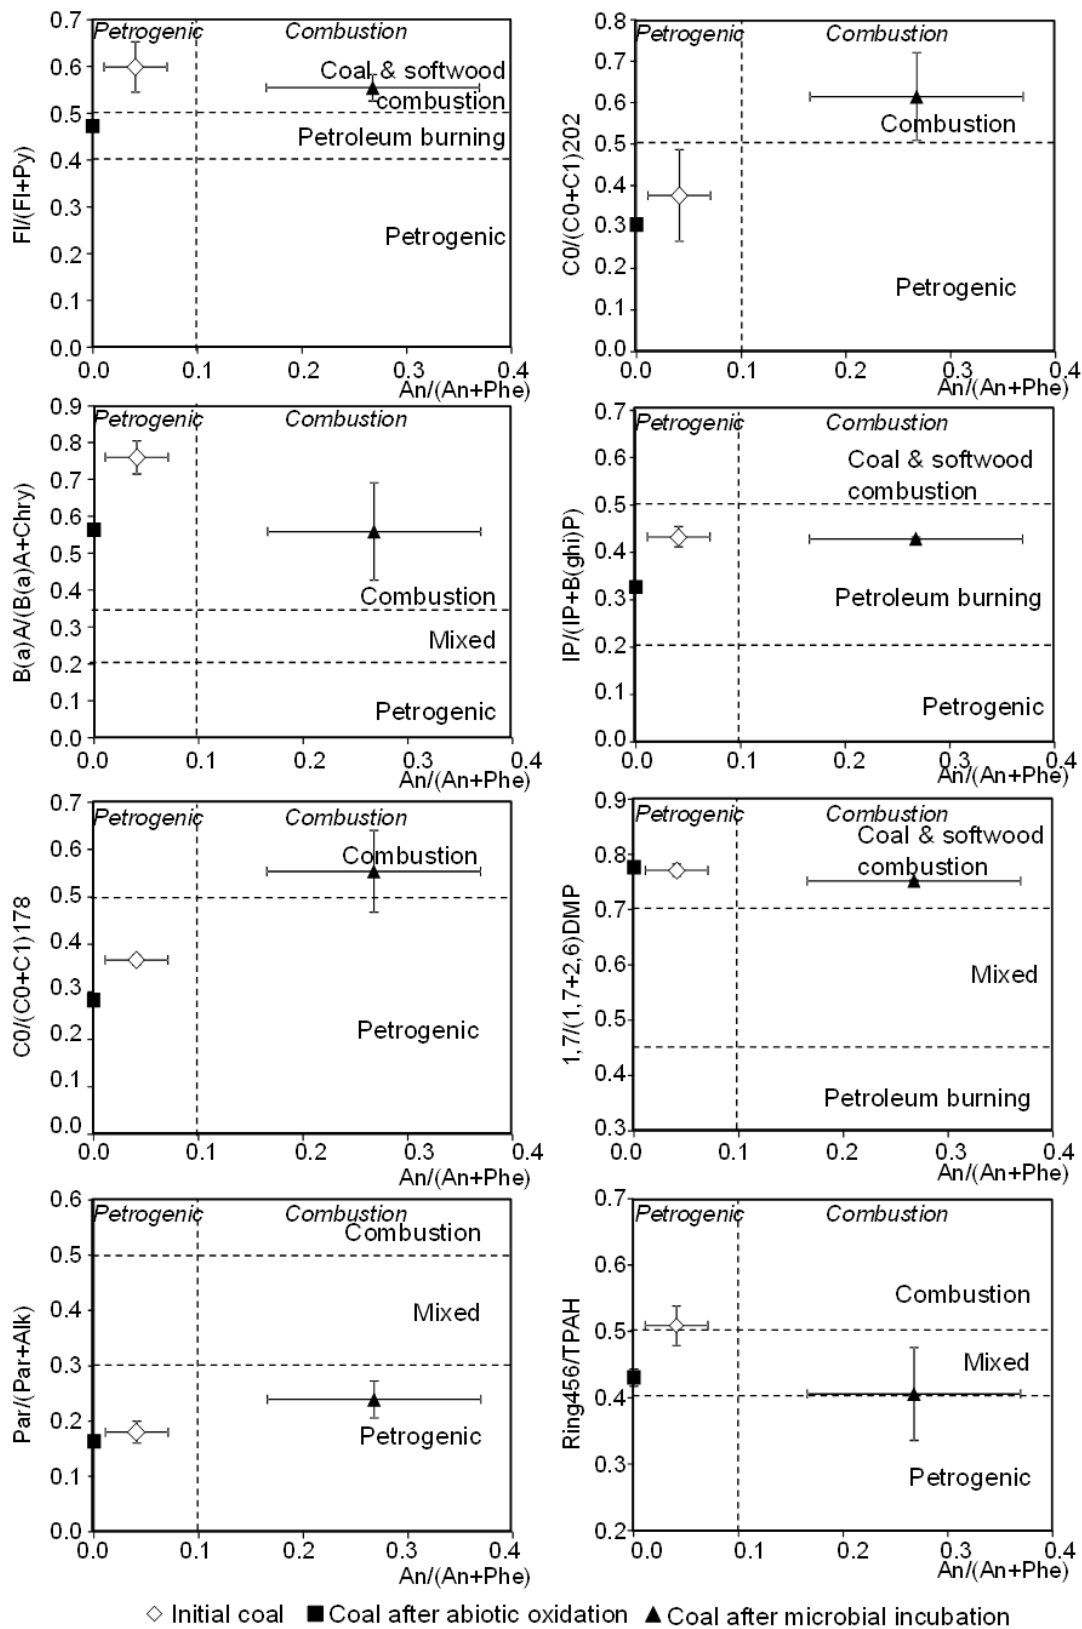 0.7
0.6
0.5
0.4
0.3
0.2
0.1
0.0
Fl/(Fl+Py)
Petrogenic
Combustion
Coal & softwood
combustion
Petroleum burning
Petrogenic
0.0 0.1 0.2 0.3 0.4
An/(An+Phe)
0.8
0.7
0.6
0.5
0.4
0.3
0.2
0.1
0.0
C0/(C0+C1)202
Petrogenic
Combustion
Combustion
Petrogenic
0.0 0.1 0.2 0.3 0.4
An/(An+Phe)
0.9
0.8
0.7
0.6
0.5
0.4
0.3
0.2
0.1
0.0
B(a)A/(B(a)A+Chry)
Petrogenic
Combustion
Combustion
Mixed
Petrogenic
0.0 0.1 0.2 0.3 0.4
An/(An+Phe)
0.7
0.6
0.5
0.4
0.3
0.2
0.1
0.0
IP/(IP+B(ghi)P)
Petrogenic
Combustion
Coal & softwood
combustion
Petroleum burning
Petrogenic
0.0 0.1 0.2 0.3 0.4
An/(An+Phe)
0.7
0.6
0.5
0.4
0.3
0.2
0.1
0.0
C0/(C0+C1)178
Petrogenic
Combustion
Combustion
Petrogenic
0.0 0.1 0.2 0.3 0.4
An/(An+Phe)
0.9
0.8
0.7
0.6
0.5
0.4
0.3
1,7/(1,7+2,6)DMP
Petrogenic
Combustion
Coal & softwood
combustion
Mixed
Petroleum burning
0.0 0.1 0.2 0.3 0.4
An/(An+Phe)
0.6
0.5
0.4
0.3
0.2
0.1
0.0
Par/(Par+Alk)
Petrogenic
Combustion
Combustion
Mixed
Petrogenic
0.0 0.1 0.2 0.3 0.4
An/(An+Phe)
0.7
0.6
0.5
0.4
0.3
0.2
Ring456/TPAH
Petrogenic
Combustion
Combustion
Mixed
Petrogenic
0.0 0.1 0.2 0.3 0.4
An/(An+Phe)
Initial coal Coal after abiotic oxidation Coal after microbial incubation